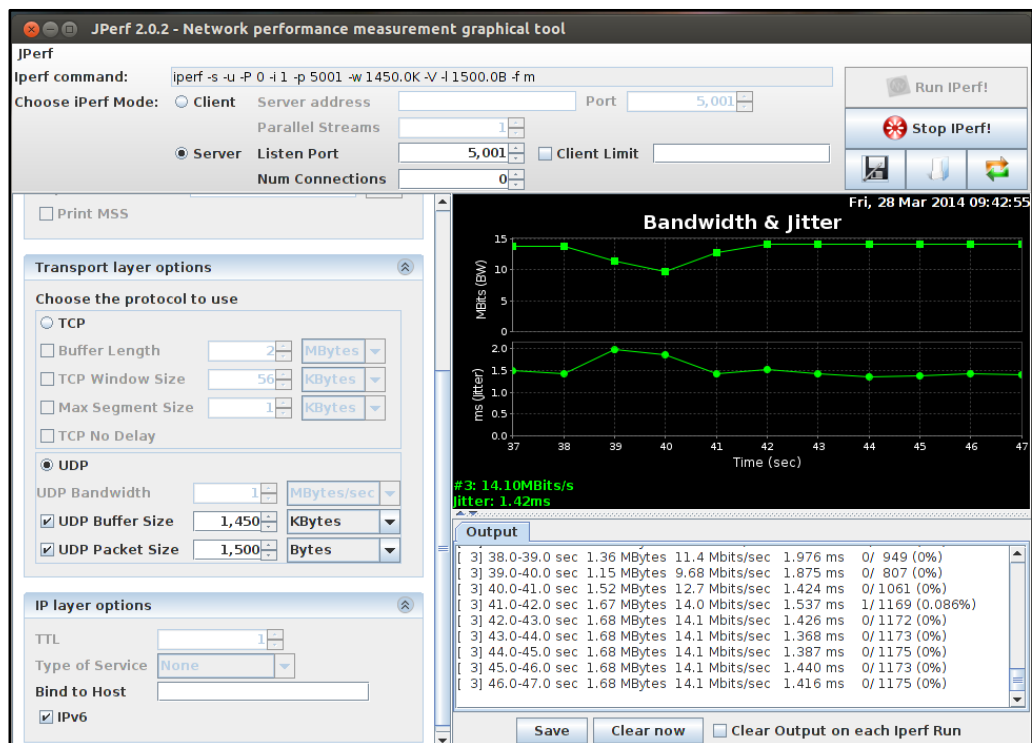 JPerf 2.0.2 - Network performance measurement graphical tool
JPerf
Iperf command: iperf -s -u -P 0 -i 1 -p 5001 -w 1450.0K -V -l 1500.0B -f m
Choose iPerf Mode: Client Server address Port 5,001
Parallel Streams 1
Server Listen Port 5,001 Client Limit
Num Connections 0
Run IPerf!
Stop IPerf!
Print MSS
Transport layer options
Choose the protocol to use
TCP
Buffer Length 2 MBytes
TCP Window Size 56 KBytes
Max Segment Size 1 KBytes
TCP No Delay
UDP
UDP Bandwidth 1 MBytes/sec
UDP Buffer Size 1,450 KBytes
UDP Packet Size 1,500 Bytes
IP layer options
TTL 1
Type of Service None
Bind to Host
IPv6
Fri, 28 Mar 2014 09:42:55
Bandwidth & Jitter
MBits (BW)
15
10
5
0
ms (jitter)
2.0
1.5
1.0
0.5
0.0
37 38 39 40 41 42 43 44 45 46 47
Time (sec)
#3: 14.10MBits/s
Jitter: 1.42ms
Output
[ 3] 38.0-39.0 sec 1.36 MBytes 11.4 Mbits/sec 1.976 ms 0/ 949 (0%)
[ 3] 39.0-40.0 sec 1.15 MBytes 9.68 Mbits/sec 1.875 ms 0/ 807 (0%)
[ 3] 40.0-41.0 sec 1.52 MBytes 12.7 Mbits/sec 1.424 ms 0/ 1061 (0%)
[ 3] 41.0-42.0 sec 1.67 MBytes 14.0 Mbits/sec 1.537 ms 1/ 1169 (0.086%)
[ 3] 42.0-43.0 sec 1.68 MBytes 14.1 Mbits/sec 1.426 ms 0/ 1172 (0%)
[ 3] 43.0-44.0 sec 1.68 MBytes 14.1 Mbits/sec 1.368 ms 0/ 1173 (0%)
[ 3] 44.0-45.0 sec 1.68 MBytes 14.1 Mbits/sec 1.387 ms 0/ 1175 (0%)
[ 3] 45.0-46.0 sec 1.68 MBytes 14.1 Mbits/sec 1.440 ms 0/ 1173 (0%)
[ 3] 46.0-47.0 sec 1.68 MBytes 14.1 Mbits/sec 1.416 ms 0/ 1175 (0%)
Save Clear now Clear Output on each Iperf Run